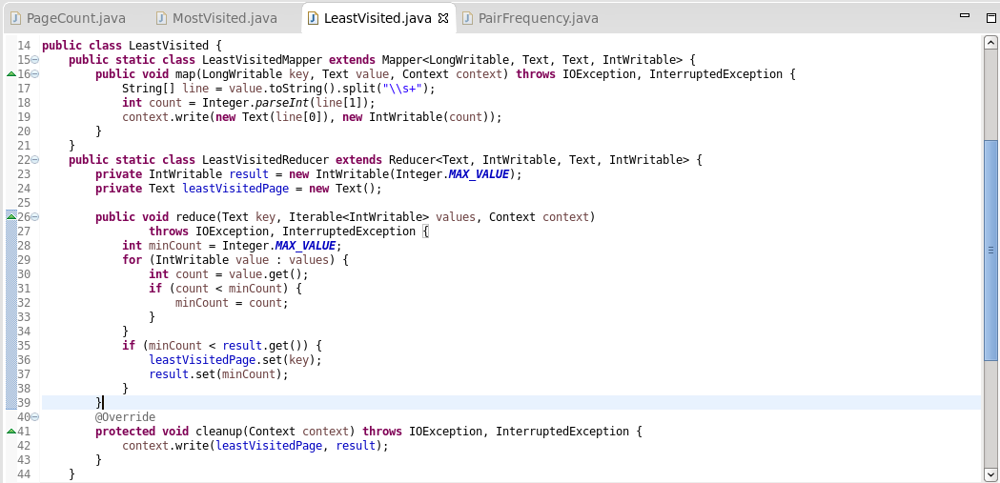 PageCount.java MostVisited.java LeastVisited.java PairFrequency.java
14 public class LeastVisited {
15 public static class LeastVisitedMapper extends Mapper<LongWritable, Text, Text, IntWritable> {
16 public void map(LongWritable key, Text value, Context context) throws IOException, InterruptedException {
17 String[] line = value.toString().split("\\s+");
18 int count = Integer.parseInt(line[1]);
19 context.write(new Text(line[0]), new IntWritable(count));
20 }
21 }
22 public static class LeastVisitedReducer extends Reducer<Text, IntWritable, Text, IntWritable> {
23 private IntWritable result = new IntWritable(Integer.MAX_VALUE);
24 private Text leastVisitedPage = new Text();
25
26 public void reduce(Text key, Iterable<IntWritable> values, Context context)
27 throws IOException, InterruptedException {
28 int minCount = Integer.MAX_VALUE;
29 for (IntWritable value : values) {
30 int count = value.get();
31 if (count < minCount) {
32 minCount = count;
33 }
34 }
35 if (minCount < result.get()) {
36 leastVisitedPage.set(key);
37 result.set(minCount);
38 }
39 }
40 @Override
41 protected void cleanup(Context context) throws IOException, InterruptedException {
42 context.write(leastVisitedPage, result);
43 }
44 }